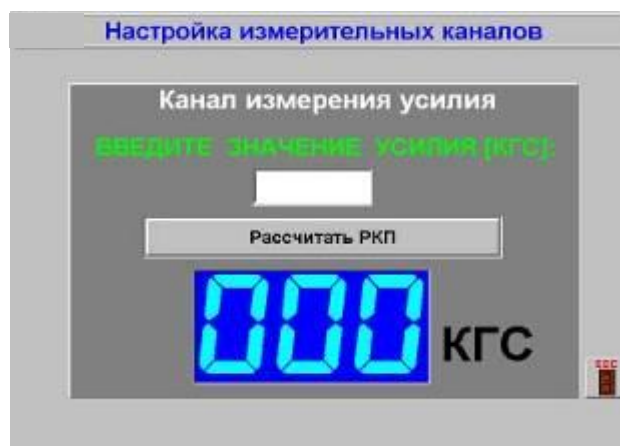 Настройка измерительных каналов
Канал измерения усилия
ВВЕДИТЕ ЗНАЧЕНИЕ УСИЛИЯ [КГС]:
Рассчитать РКП
000 КГС